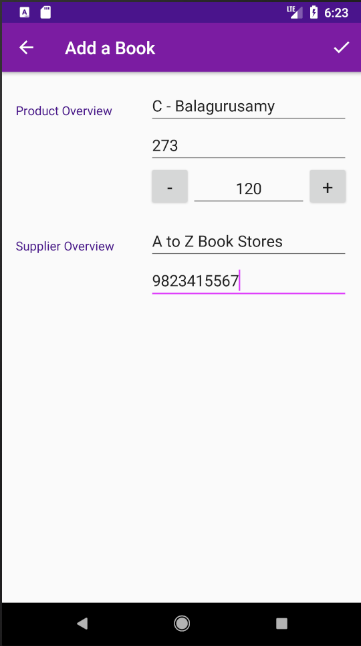 LTE 6:23
Add a Book
Product Overview
C - Balagurusamy
273
- 120 +
Supplier Overview
A to Z Book Stores
9823415567